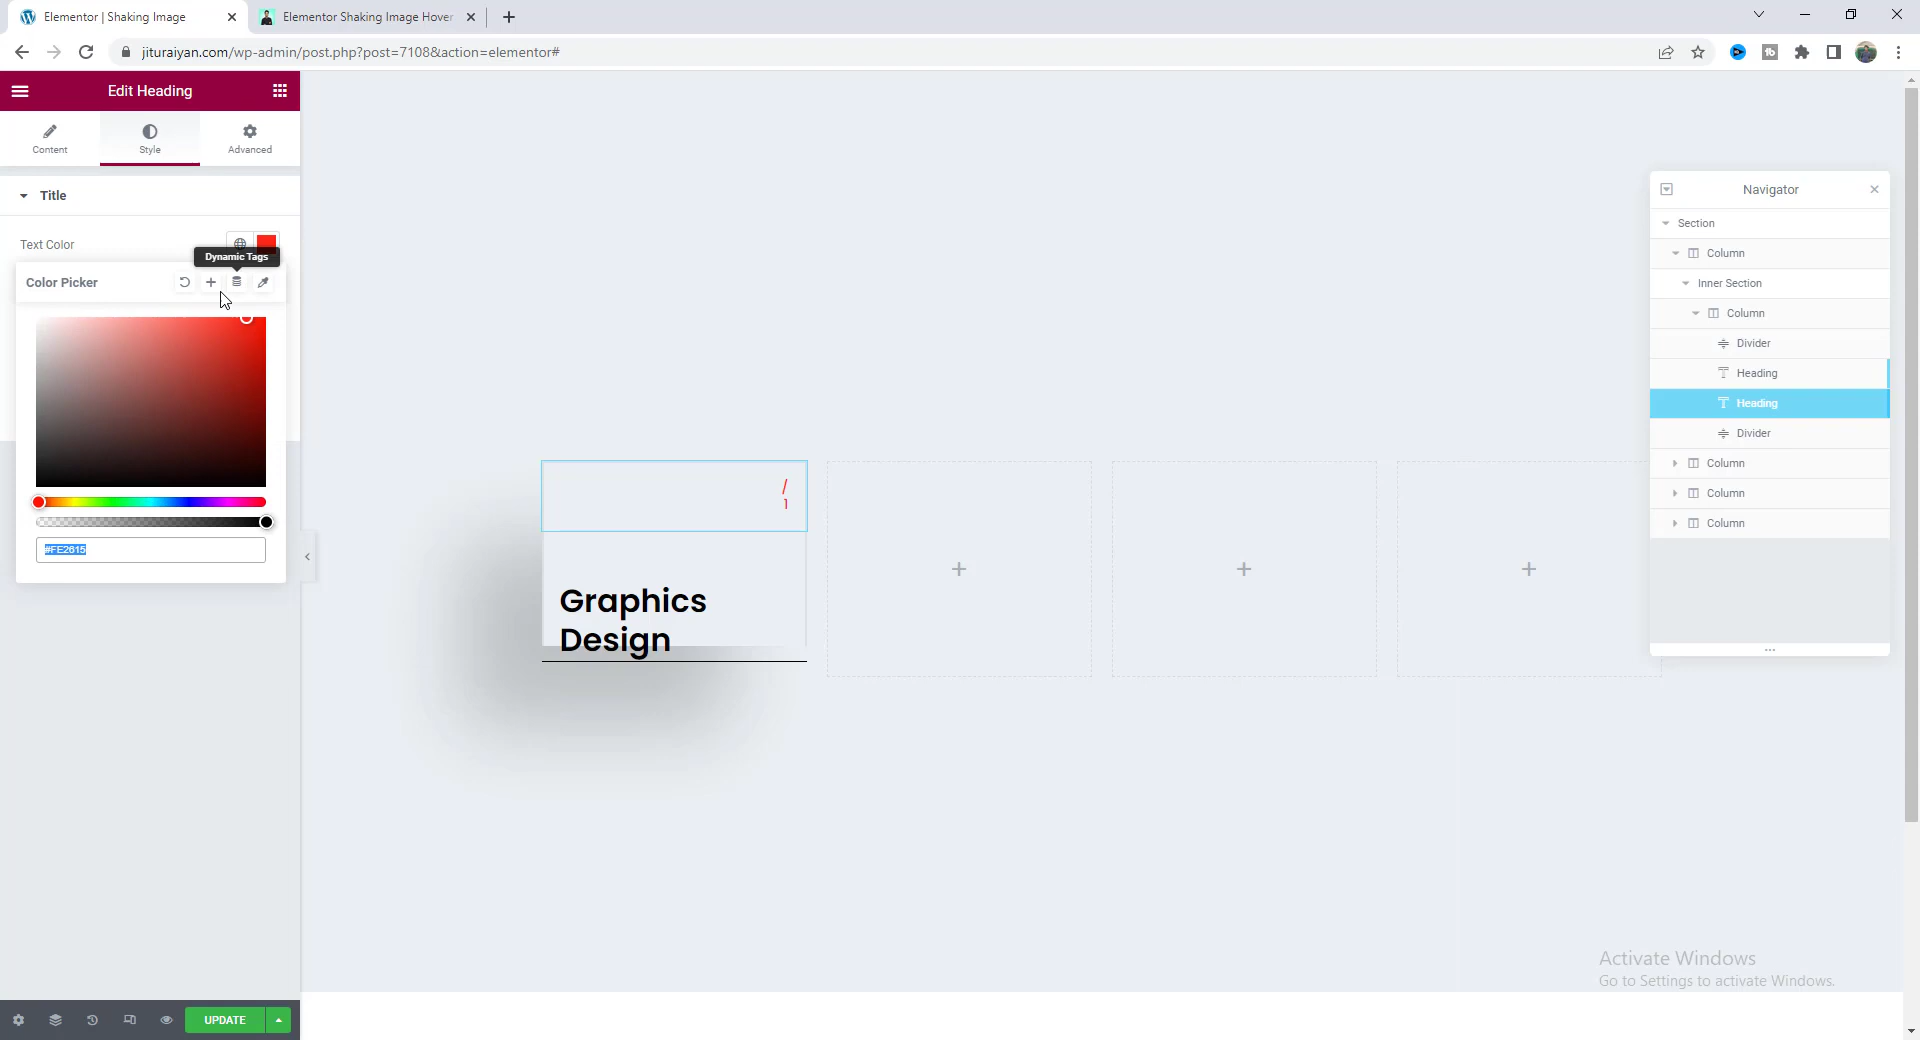 Elementor | Shaking Image
Elementor Shaking Image Hover
jituraiyan.com/wp-admin/post.php?post=7108&action=elementor#
Edit Heading
Content
Style
Advanced
Title
Text Color
Dynamic Tags
Color Picker
#FE2615
UPDATE
/
1
Graphics
Design
Navigator
Section
Column
Inner Section
Column
Divider
Heading
Heading
Divider
Column
Column
Column
Activate Windows
Go to Settings to activate Windows.